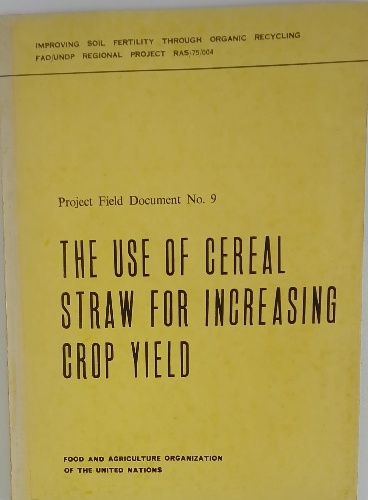 IMPROVING SOIL FERTILITY THROUGH ORGANIC RECYCLING
FAO/UNDP REGIONAL PROJECT RAS/75/004
Project Field Document No. 9
THE USE OF CEREAL
STRAW FOR INCREASING
CROP YIELD
FOOD AND AGRICULTURE ORGANIZATION
OF THE UNITED NATIONS